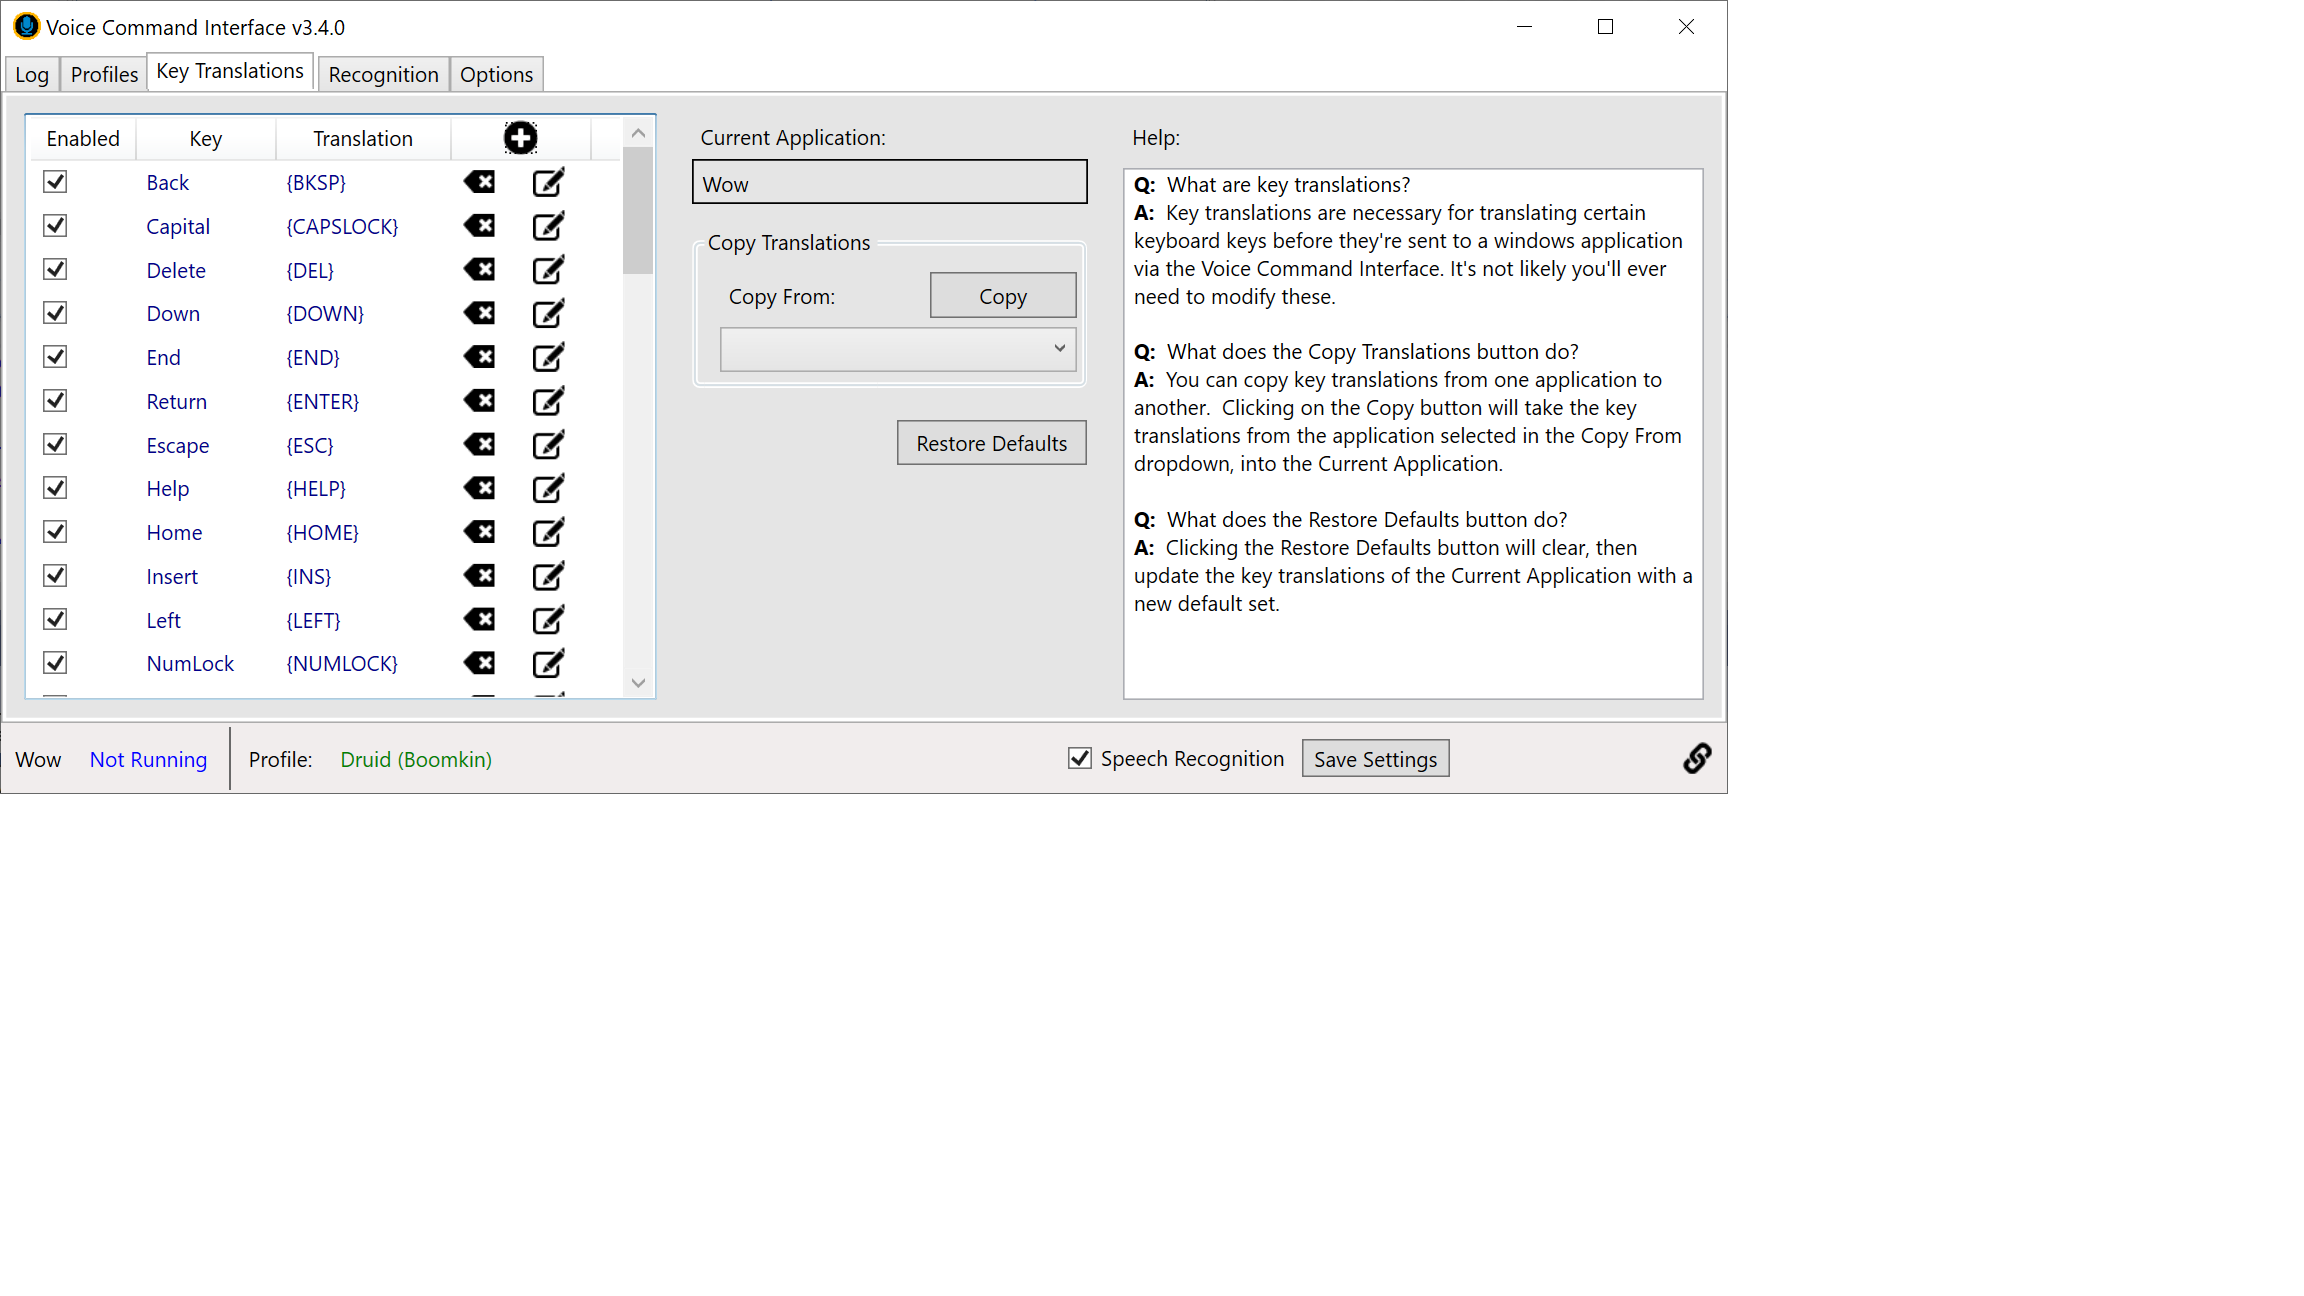 Voice Command Interface v3.4.0
Log Profiles Key Translations Recognition Options
Enabled Key Translation
Back {BKSP}
Capital {CAPSLOCK}
Delete {DEL}
Down {DOWN}
End {END}
Return {ENTER}
Escape {ESC}
Help {HELP}
Home {HOME}
Insert {INS}
Left {LEFT}
NumLock {NUMLOCK}
Current Application:
Wow
Copy Translations
Copy From: Copy
Restore Defaults
Help:
Q: What are key translations?
A: Key translations are necessary for translating certain
keyboard keys before they're sent to a windows application
via the Voice Command Interface. It's not likely you'll ever
need to modify these.
Q: What does the Copy Translations button do?
A: You can copy key translations from one application to
another. Clicking on the Copy button will take the key
translations from the application selected in the Copy From
dropdown, into the Current Application.
Q: What does the Restore Defaults button do?
A: Clicking the Restore Defaults button will clear, then
update the key translations of the Current Application with a
new default set.
Wow Not Running Profile: Druid (Boomkin) Speech Recognition Save Settings